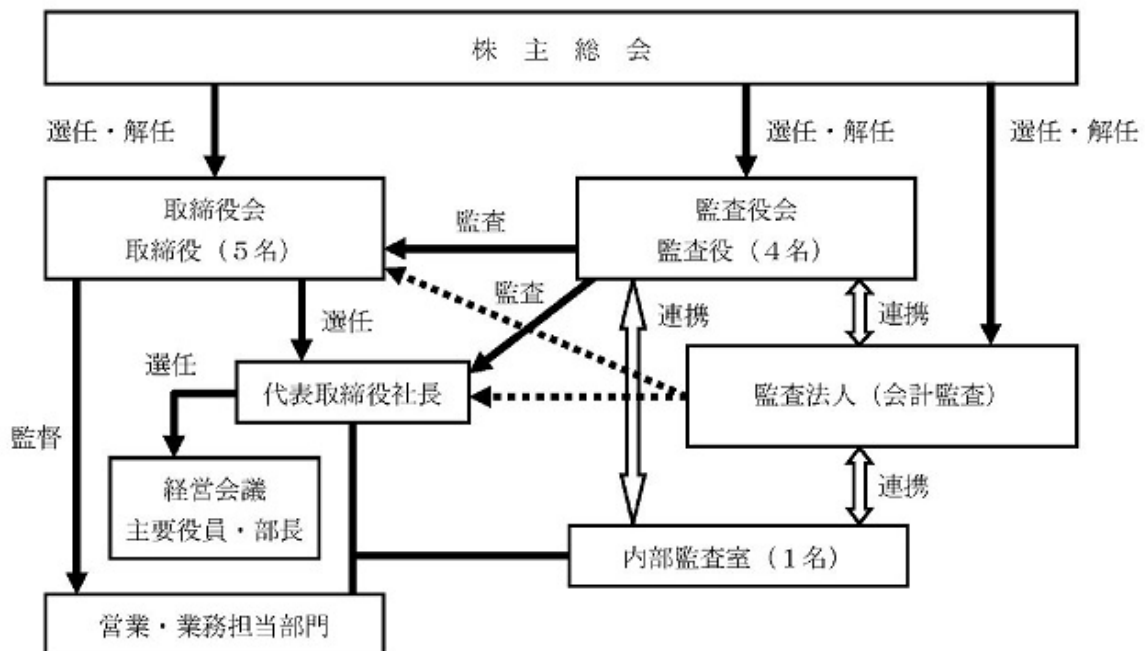 株主総会
選任・解任
選任・解任
選任・解任
取締役会
取締役（５名）
監査
監査役会
監査役（４名）
監査
連携
連携
選任
選任
代表取締役社長
監査法人（会計監査）
監督
経営会議
主要役員・部長
連携
内部監査室（１名）
営業・業務担当部門